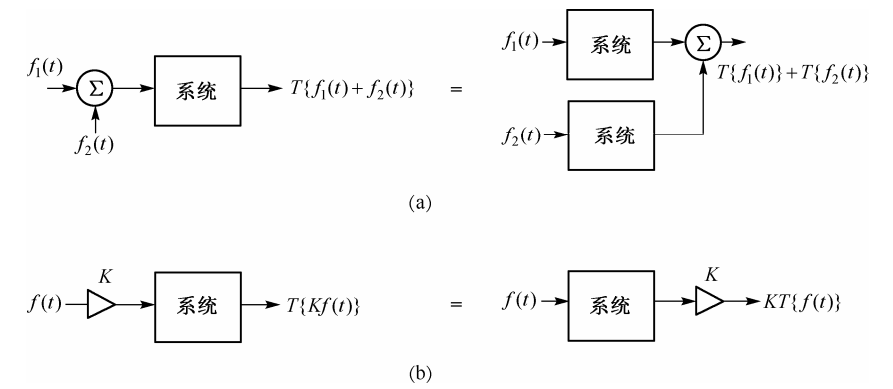 f₁(t)
Σ
f₂(t)
系统
T{f₁(t)+f₂(t)}
=
f₁(t)
系统
Σ
T{f₁(t)}+T{f₂(t)}
f₂(t)
系统
(a)
f(t)
K
系统
T{Kf(t)}
=
f(t)
系统
K
KT{f(t)}
(b)